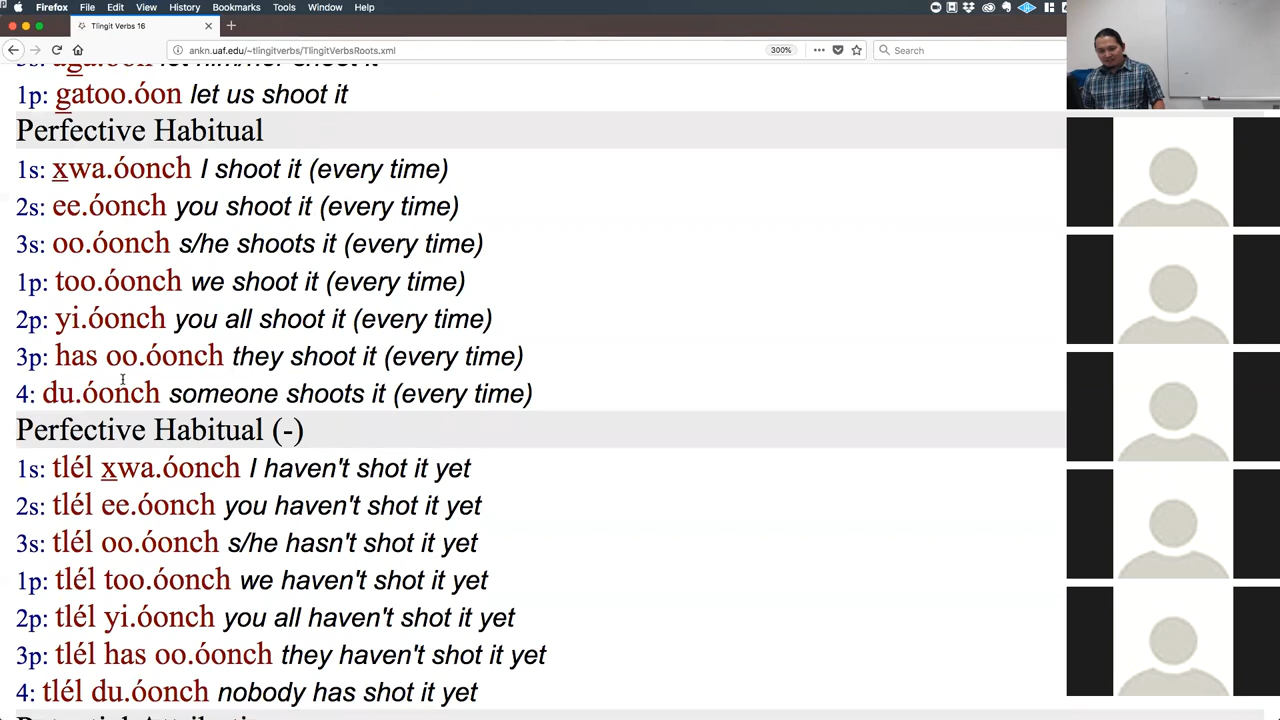 Firefox File Edit View History Bookmarks Tools Window Help
Tlingit Verbs 16
ankn.uaf.edu/~tlingitverbs/TlingitVerbsRoots.xml 300% Search
1p: g̲atoo.óon let us shoot it
Perfective Habitual
1s: x̲wa.óonch I shoot it (every time)
2s: ee.óonch you shoot it (every time)
3s: oo.óonch s/he shoots it (every time)
1p: too.óonch we shoot it (every time)
2p: yi.óonch you all shoot it (every time)
3p: has oo.óonch they shoot it (every time)
4: du.óonch someone shoots it (every time)
Perfective Habitual (-)
1s: tlél x̲wa.óonch I haven't shot it yet
2s: tlél ee.óonch you haven't shot it yet
3s: tlél oo.óonch s/he hasn't shot it yet
1p: tlél too.óonch we haven't shot it yet
2p: tlél yi.óonch you all haven't shot it yet
3p: tlél has oo.óonch they haven't shot it yet
4: tlél du.óonch nobody has shot it yet